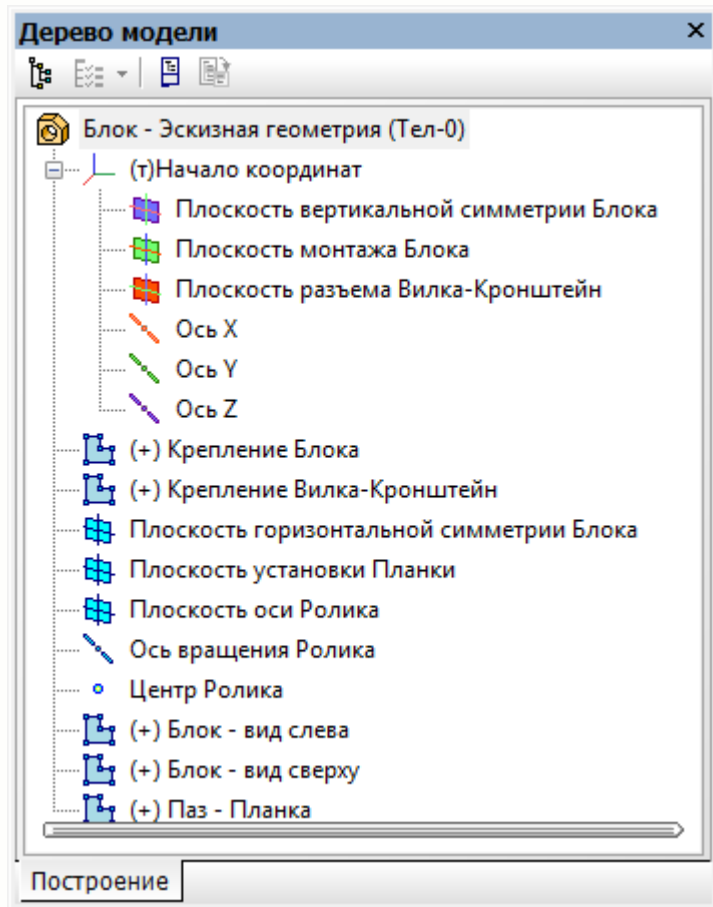 Дерево модели
Блок - Эскизная геометрия (Тел-0)
(т)Начало координат
Плоскость вертикальной симметрии Блока
Плоскость монтажа Блока
Плоскость разъема Вилка-Кронштейн
Ось X
Ось Y
Ось Z
(+) Крепление Блока
(+) Крепление Вилка-Кронштейн
Плоскость горизонтальной симметрии Блока
Плоскость установки Планки
Плоскость оси Ролика
Ось вращения Ролика
Центр Ролика
(+) Блок - вид слева
(+) Блок - вид сверху
(+) Паз - Планка
Построение